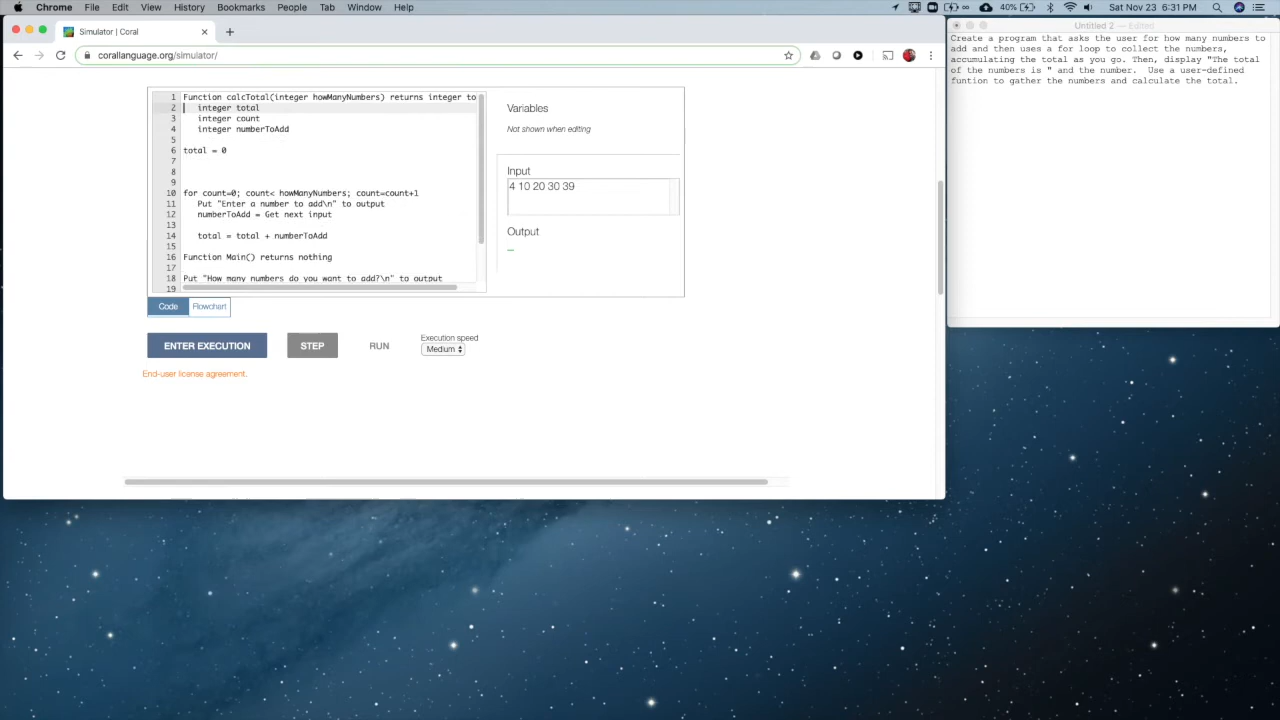 Chrome File Edit View History Bookmarks People Tab Window Help 40% Sat Nov 23 6:31 PM
Simulator | Coral
corallanguage.org/simulator/
1 Function calcTotal(integer howManyNumbers) returns integer to
2 integer total
3 integer count
4 integer numberToAdd
5
6 total = 0
7
8
9
10 for count=0; count< howManyNumbers; count=count+1
11 Put "Enter a number to add\n" to output
12 numberToAdd = Get next input
13
14 total = total + numberToAdd
15
16 Function Main() returns nothing
17
18 Put "How many numbers do you want to add?\n" to output
19
Variables
Not shown when editing
Input
4 10 20 30 39
Output
Code Flowchart
ENTER EXECUTION STEP RUN
Execution speed
Medium
End-user license agreement.
Untitled 2 — Edited
Create a program that asks the user for how many numbers to
add and then uses a for loop to collect the numbers,
accumulating the total as you go. Then, display "The total
of the numbers is " and the number. Use a user-defined
funtion to gather the numbers and calculate the total.